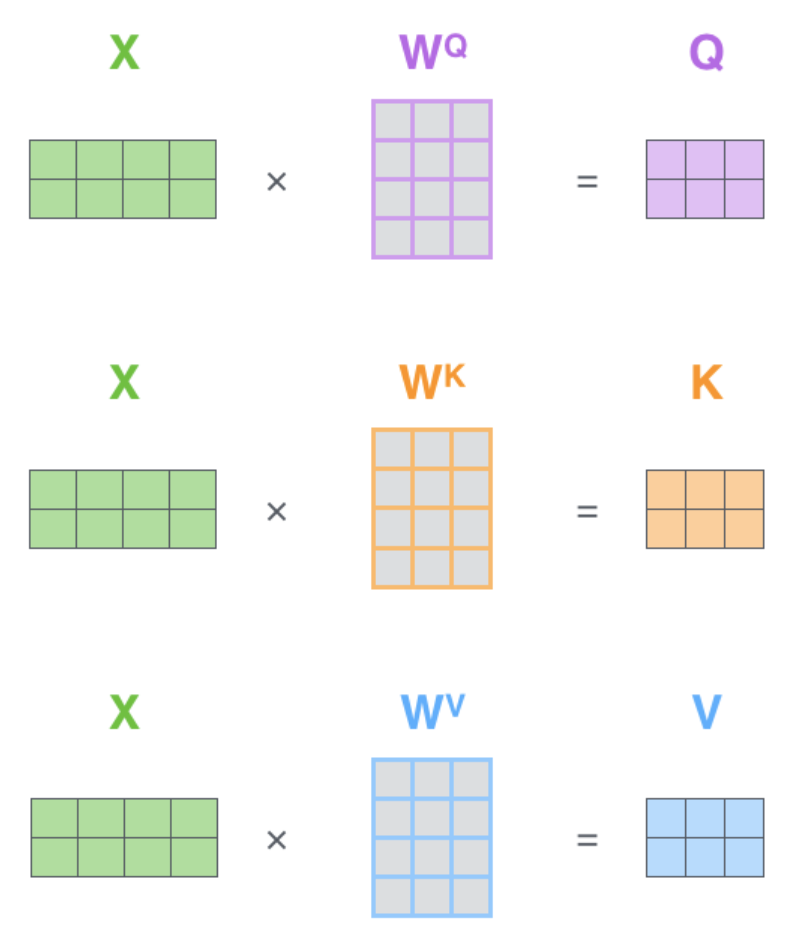 X W^Q Q
× =
X W^K K
× =
X W^V V
× =